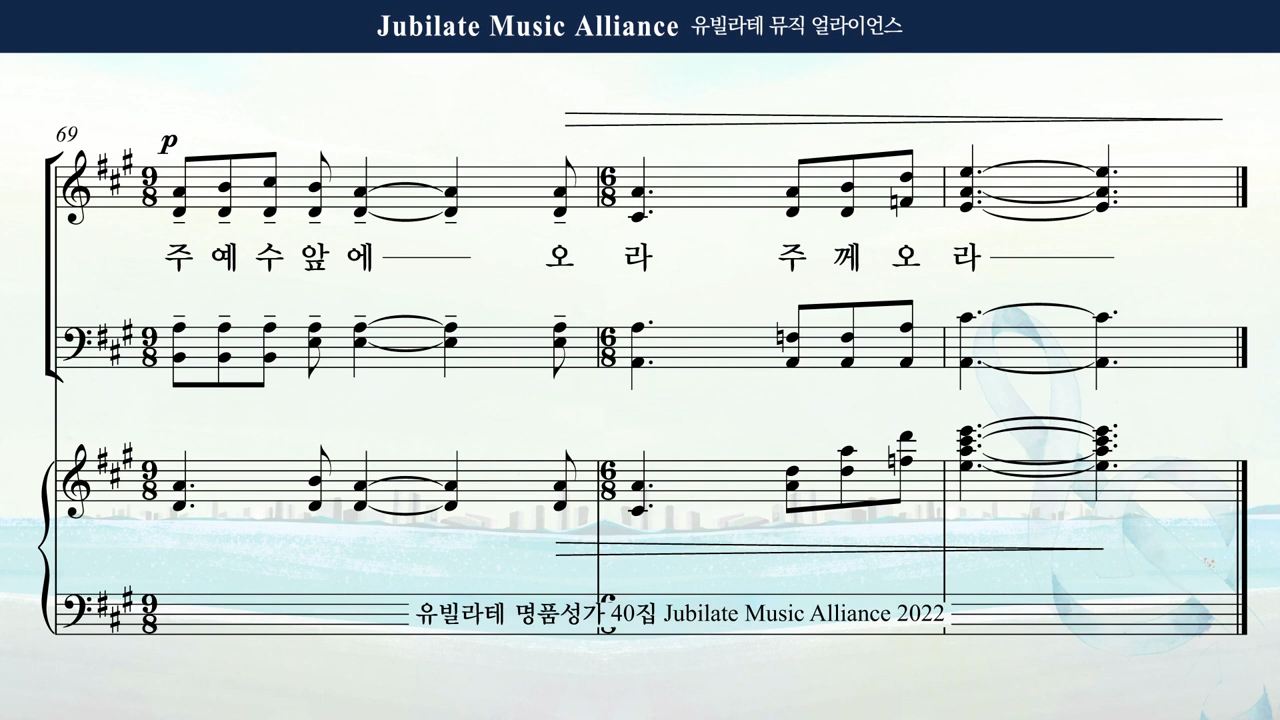 Jubilate Music Alliance 유빌라테 뮤직 얼라이언스
69
p
주 예 수 앞 에 오 라 주 께 오 라
유빌라테 명품성가 40집 Jubilate Music Alliance 2022